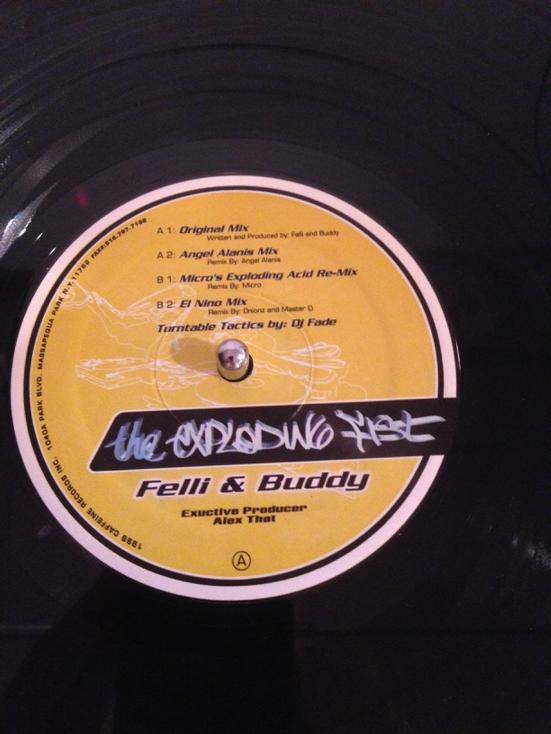 A 1: Original Mix
Written and Produced by: Felli and Buddy
A 2: Angel Alanis Mix
Remix By: Angel Alanis
B 1: Micro's Exploding Acid Re-Mix
Remix By: Micro
B 2: El Nino Mix
Remix By: Onionz and Master D
Turntable Tactics by: Dj Fade
the EXPLODING FIST
Felli & Buddy
Exuctive Producer
Alex That
A
1998 CAFFEINE RECORDS INC. 1040A PARK BLVD. MASSAPEQUA PARK N.Y. 11762 FAX#:516.797.7198